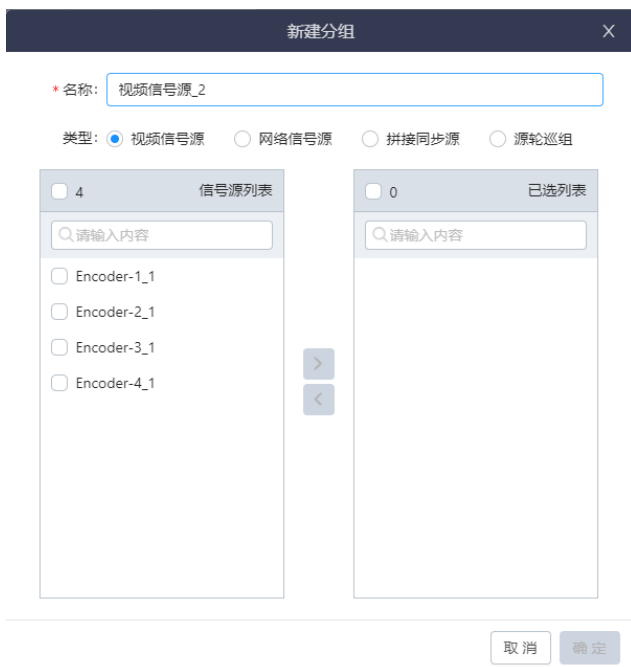 新建分组 X
* 名称: 视频信号源_2
类型: 视频信号源 网络信号源 拼接同步源 源轮巡组
4 信号源列表 0 已选列表
请输入内容 请输入内容
Encoder-1_1
Encoder-2_1
Encoder-3_1
Encoder-4_1
取消 确定